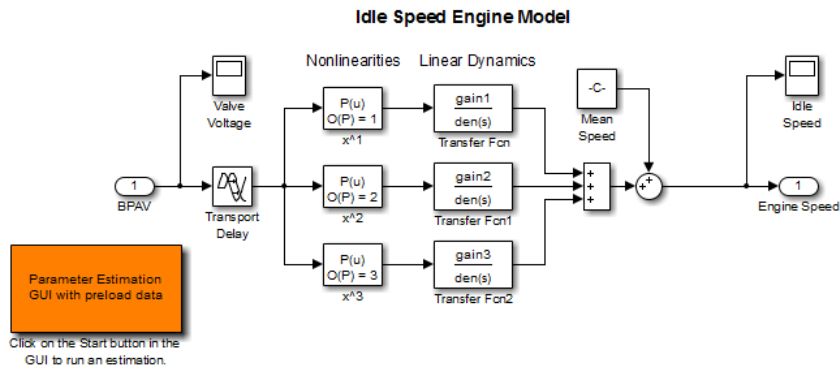 Idle Speed Engine Model
Nonlinearities
Linear Dynamics
Valve
Voltage
P(u)
O(P) = 1
x^1
gain1
den(s)
Transfer Fcn
-C-
Mean
Speed
Idle
Speed
1
BPAV
Transport
Delay
P(u)
O(P) = 2
x^2
gain2
den(s)
Transfer Fcn1
+
+
+
++
1
Engine Speed
P(u)
O(P) = 3
x^3
gain3
den(s)
Transfer Fcn2
Parameter Estimation
GUI with preload data
Click on the Start button in the
GUI to run an estimation.